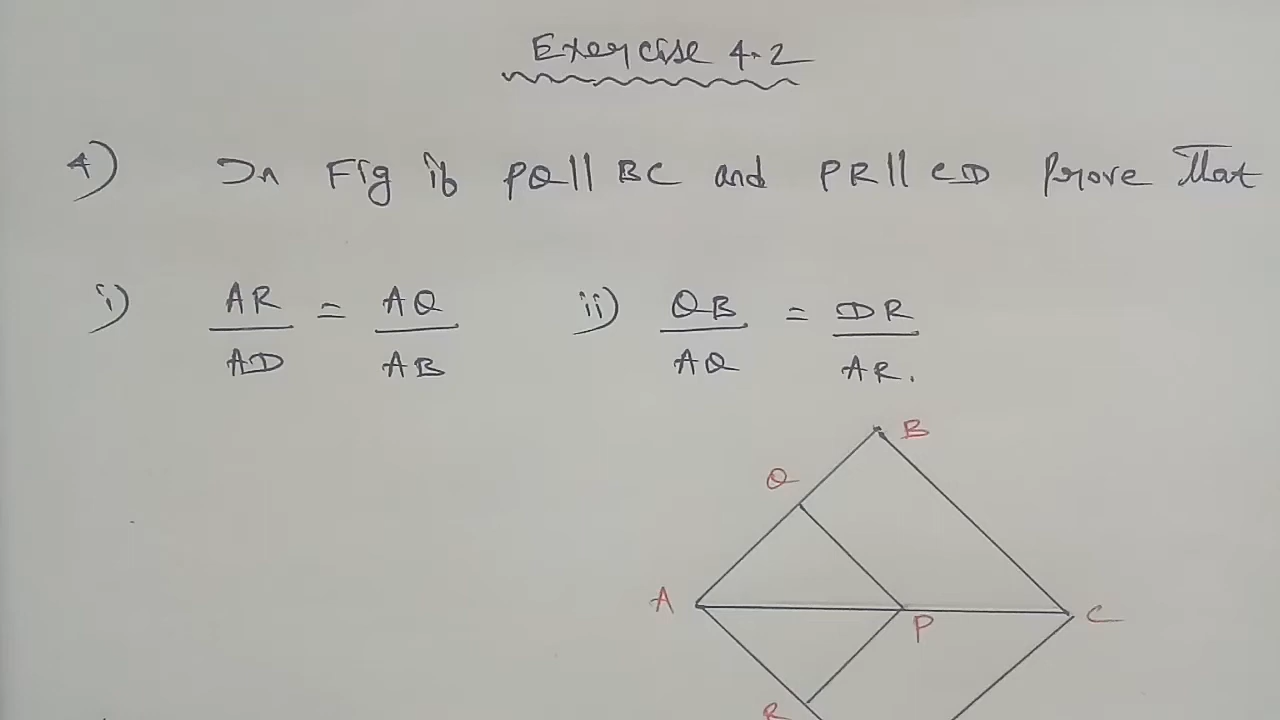 Exercise 4.2
4) In Fig if PQ || BC and PR || CD Prove that
i) AR/AD = AQ/AB ii) QB/AQ = DR/AR.
B
Q
A
C
P
R